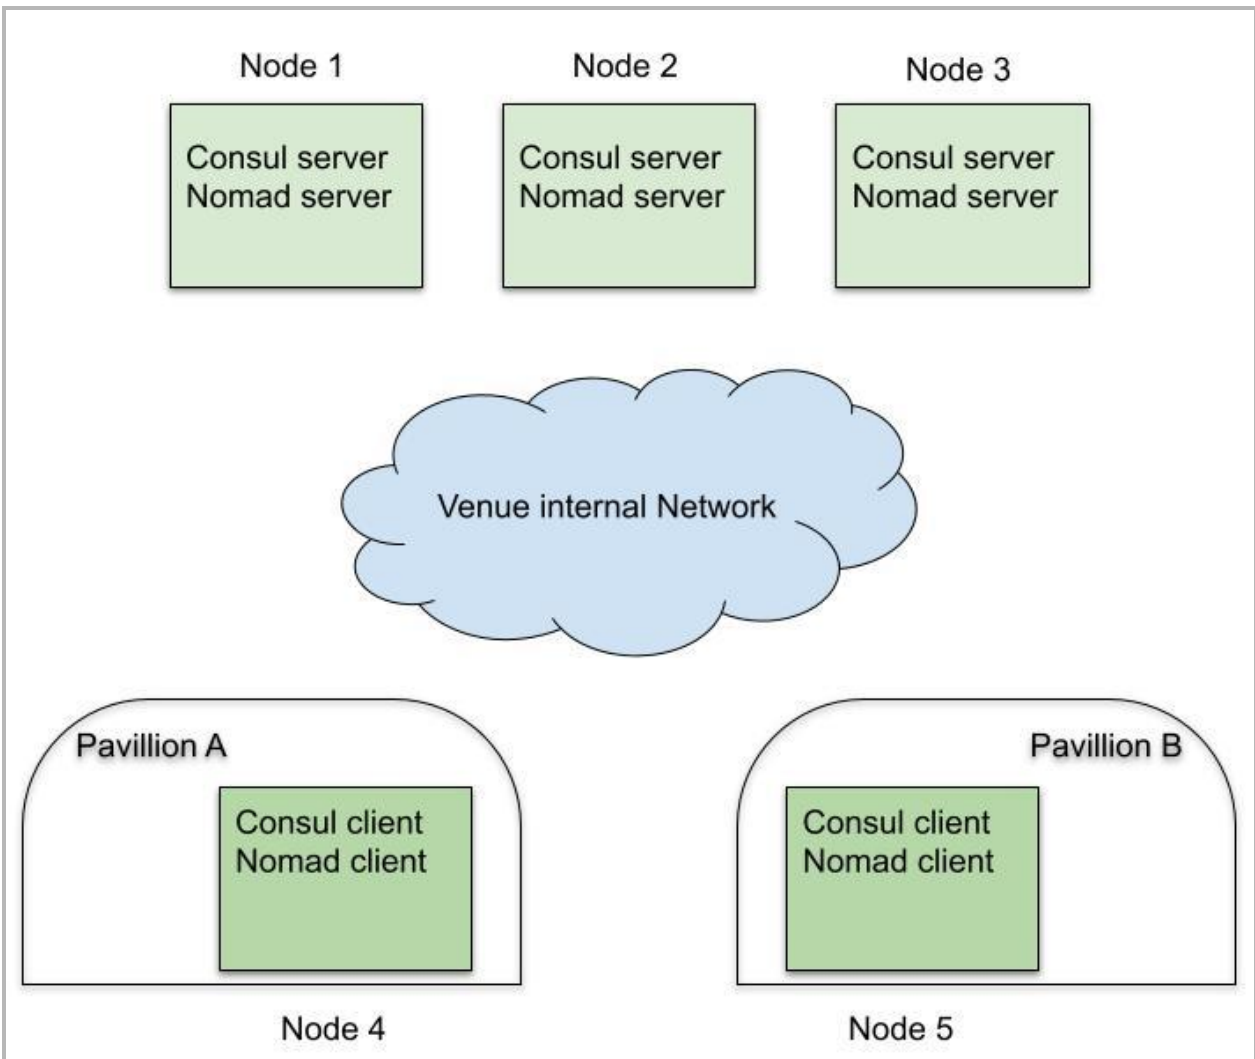 Node 1
Node 2
Node 3
Consul server
Nomad server
Consul server
Nomad server
Consul server
Nomad server
Venue internal Network
Pavillion A
Consul client
Nomad client
Node 4
Pavillion B
Consul client
Nomad client
Node 5